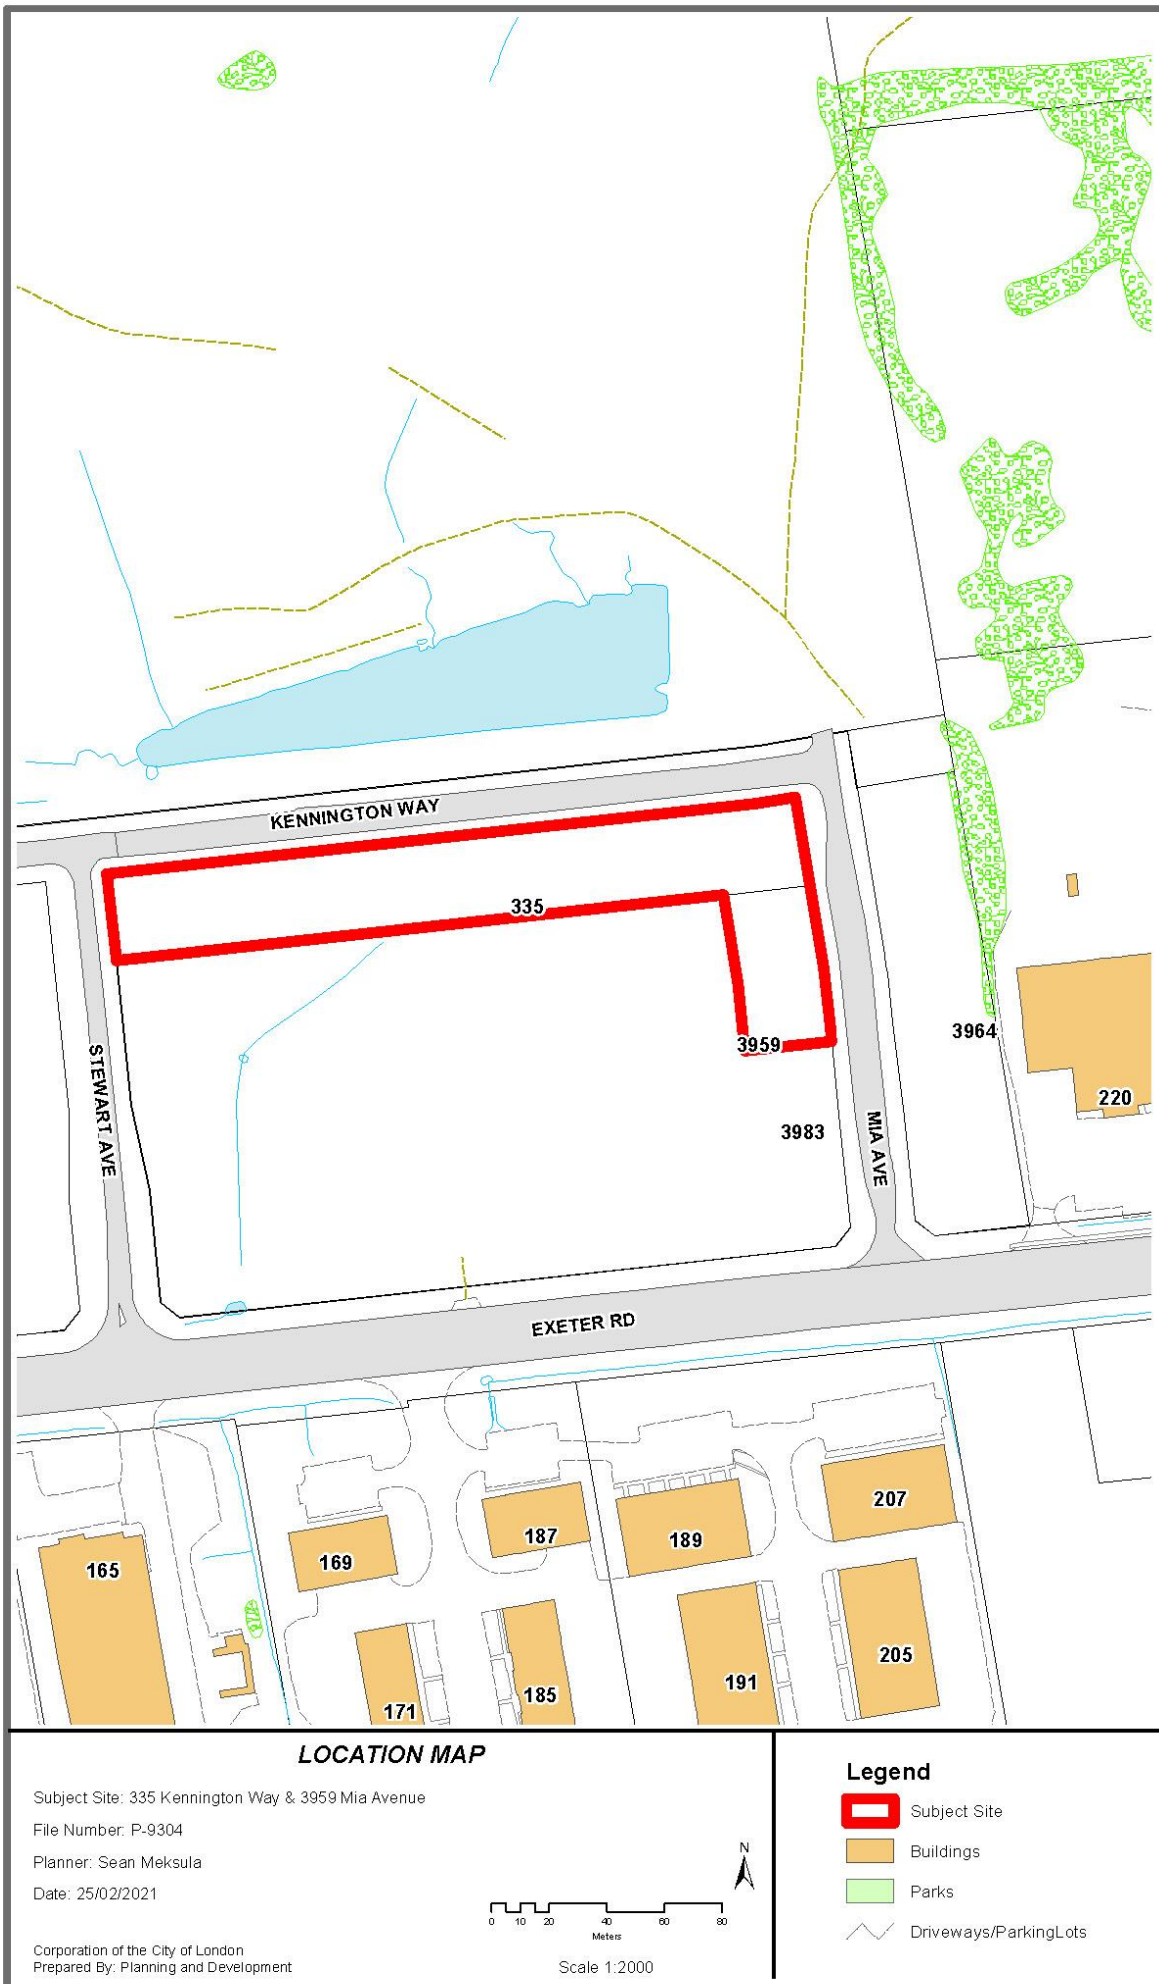 KENNINGTON WAY
335
STEWART AVE
3959
3964
220
3983
MIA AVE
EXETER RD
207
187
189
169
165
205
191
185
171
LOCATION MAP
Subject Site: 335 Kennington Way & 3959 Mia Avenue
File Number: P-9304
Planner: Sean Meksula
Date: 25/02/2021
Corporation of the City of London
Prepared By: Planning and Development
N
0 10 20 40 60 80
Meters
Scale 1:2000
Legend
Subject Site
Buildings
Parks
Driveways/ParkingLots